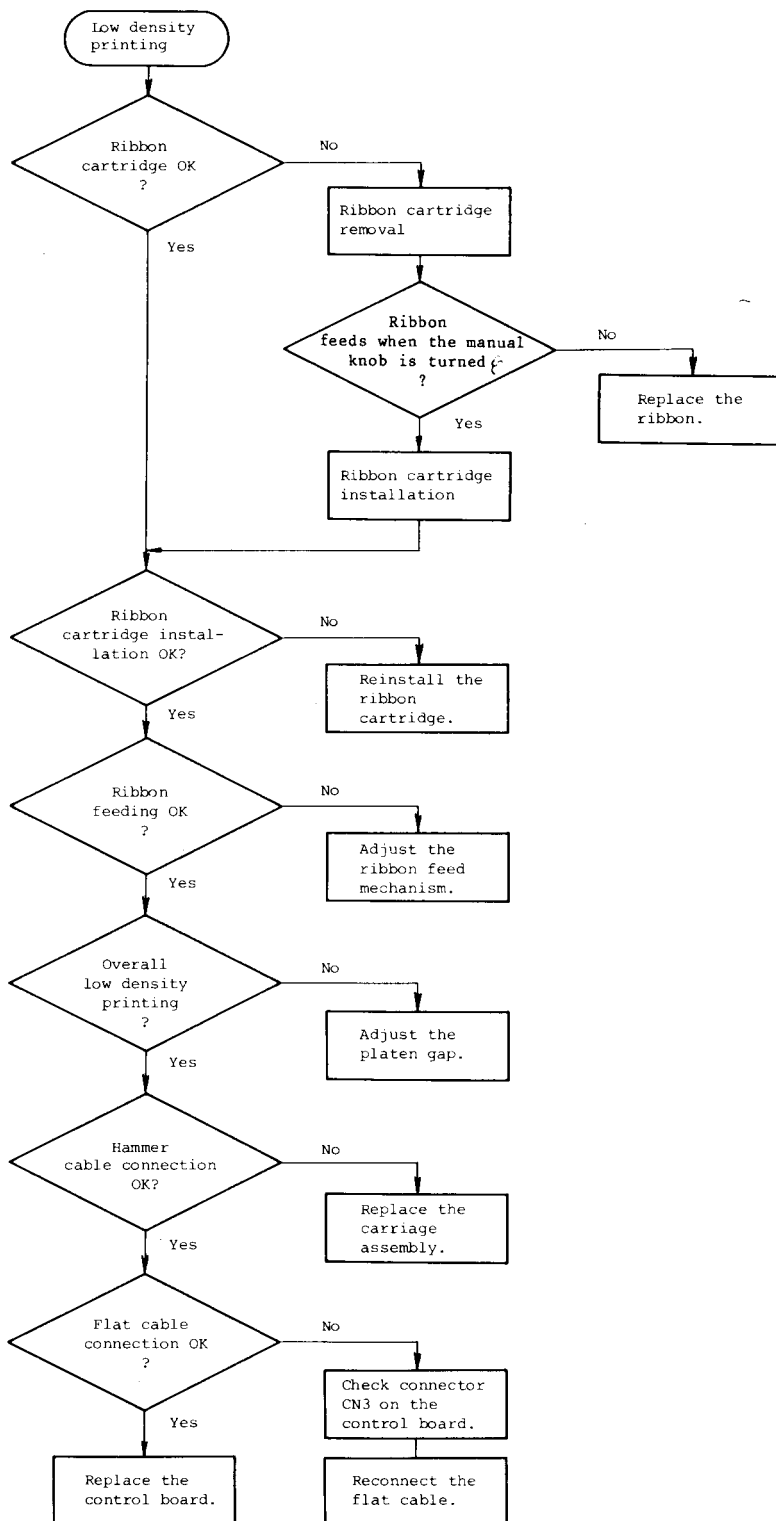 Low density
printing
Ribbon
cartridge OK
?
No
Yes
Ribbon cartridge
removal
Ribbon
feeds when the manual
knob is turned
?
No
Replace the
ribbon.
Yes
Ribbon cartridge
installation
Ribbon
cartridge instal-
lation OK?
No
Reinstall the
ribbon
cartridge.
Yes
Ribbon
feeding OK
?
No
Adjust the
ribbon feed
mechanism.
Yes
Overall
low density
printing
?
No
Adjust the
platen gap.
Yes
Hammer
cable connection
OK?
No
Replace the
carriage
assembly.
Yes
Flat cable
connection OK
?
No
Check connector
CN3 on the
control board.
Reconnect the
flat cable.
Yes
Replace the
control board.